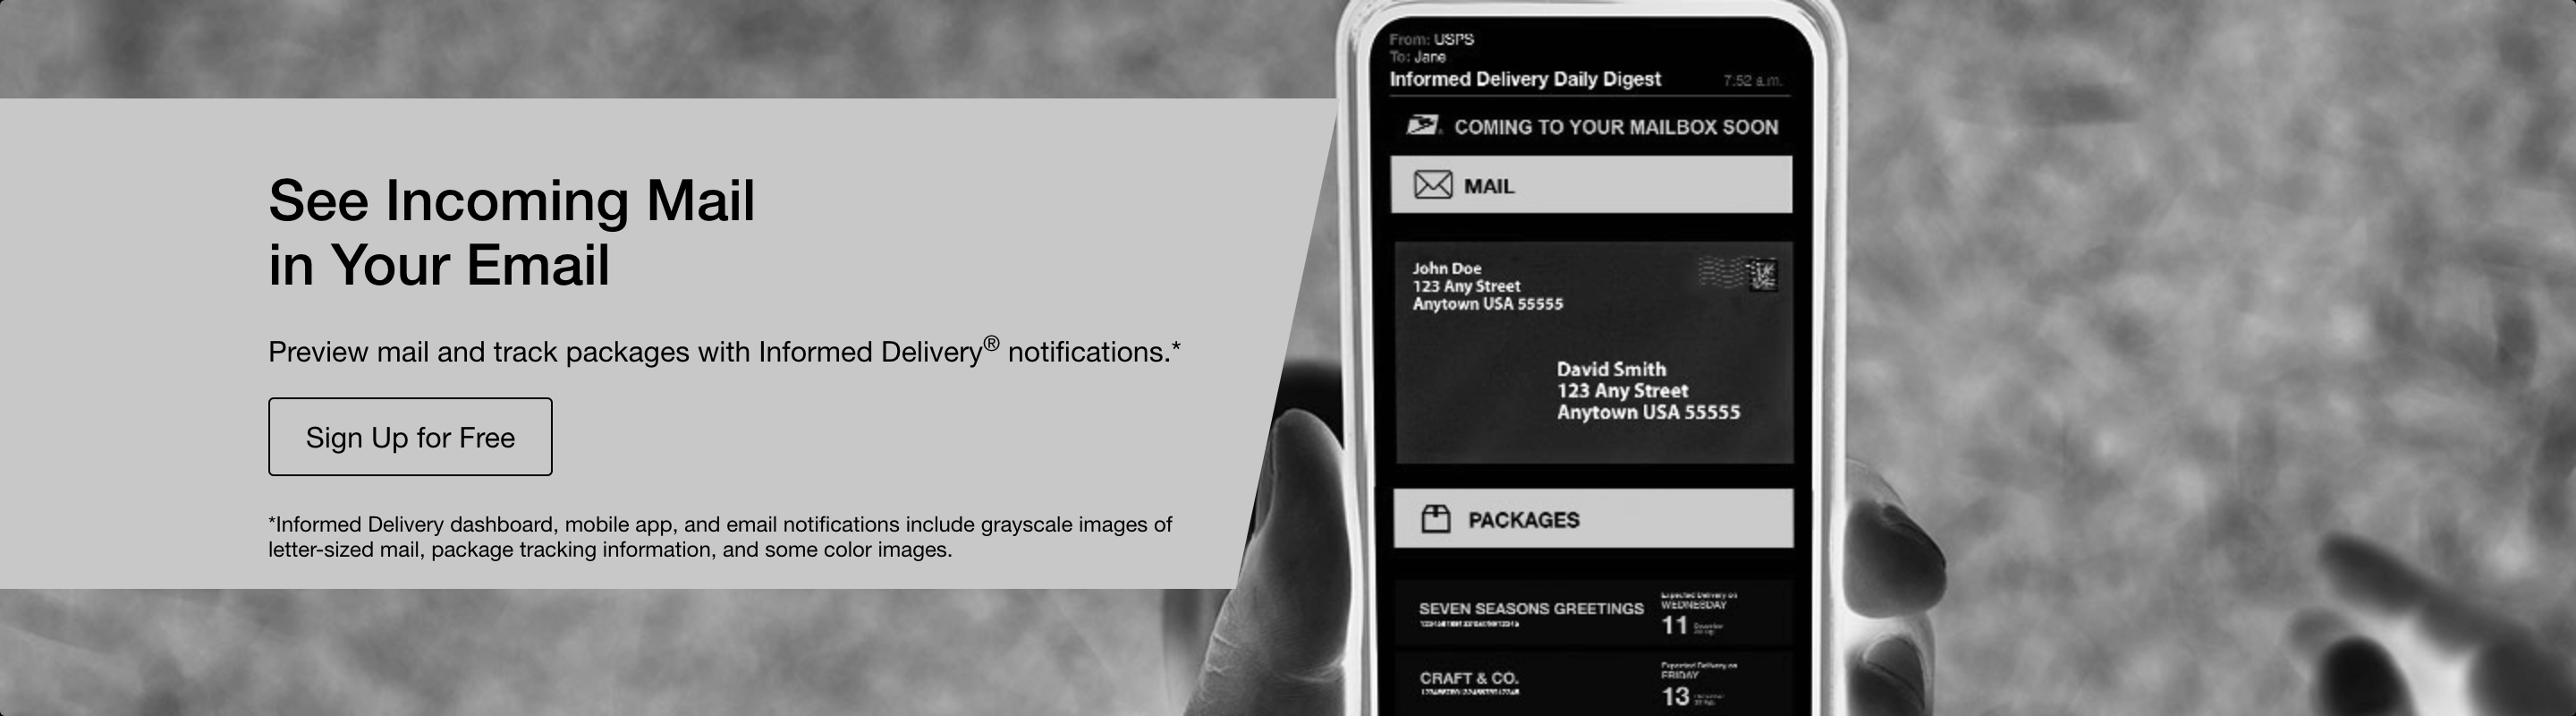 See Incoming Mail
in Your Email
Preview mail and track packages with Informed Delivery® notifications.*
Sign Up for Free
*Informed Delivery dashboard, mobile app, and email notifications include grayscale images of
letter-sized mail, package tracking information, and some color images.
From: USPS
To: Jane
Informed Delivery Daily Digest 7:52 a.m.
COMING TO YOUR MAILBOX SOON
MAIL
John Doe
123 Any Street
Anytown USA 55555
David Smith
123 Any Street
Anytown USA 55555
PACKAGES
SEVEN SEASONS GREETINGS
Expected Delivery on
WEDNESDAY
11
CRAFT & CO.
Expected Delivery on
FRIDAY
13